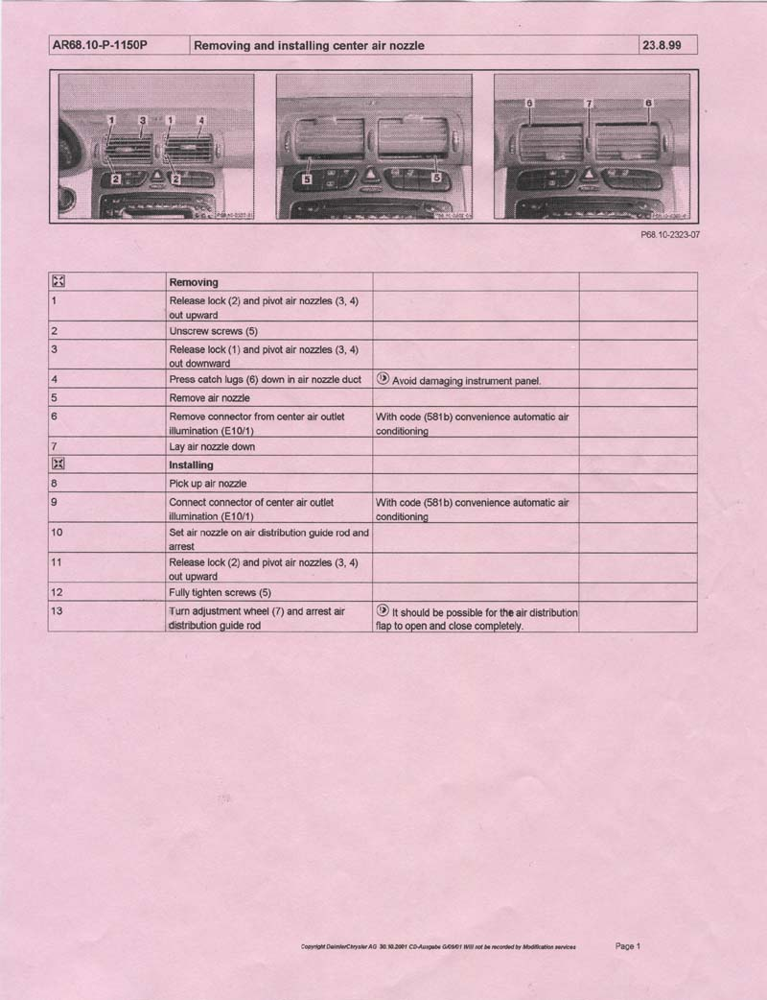 AR68.10-P-1150P Removing and installing center air nozzle 23.8.99
1 3 1 4
2 2
5 5
6 7 6
P68.10-2323-07
Removing
1 Release lock (2) and pivot air nozzles (3, 4)
out upward
2 Unscrew screws (5)
3 Release lock (1) and pivot air nozzles (3, 4)
out downward
4 Press catch lugs (6) down in air nozzle duct Avoid damaging instrument panel.
5 Remove air nozzle
6 Remove connector from center air outlet With code (581b) convenience automatic air
illumination (E10/1) conditioning
7 Lay air nozzle down
Installing
8 Pick up air nozzle
9 Connect connector of center air outlet With code (581b) convenience automatic air
illumination (E10/1) conditioning
10 Set air nozzle on air distribution guide rod and
arrest
11 Release lock (2) and pivot air nozzles (3, 4)
out upward
12 Fully tighten screws (5)
13 Turn adjustment wheel (7) and arrest air It should be possible for the air distribution
distribution guide rod flap to open and close completely.
Copyright DaimlerChrysler AG 30.10.2001 CD-Ausgabe G/09/01 Will not be recorded by Modification services Page 1